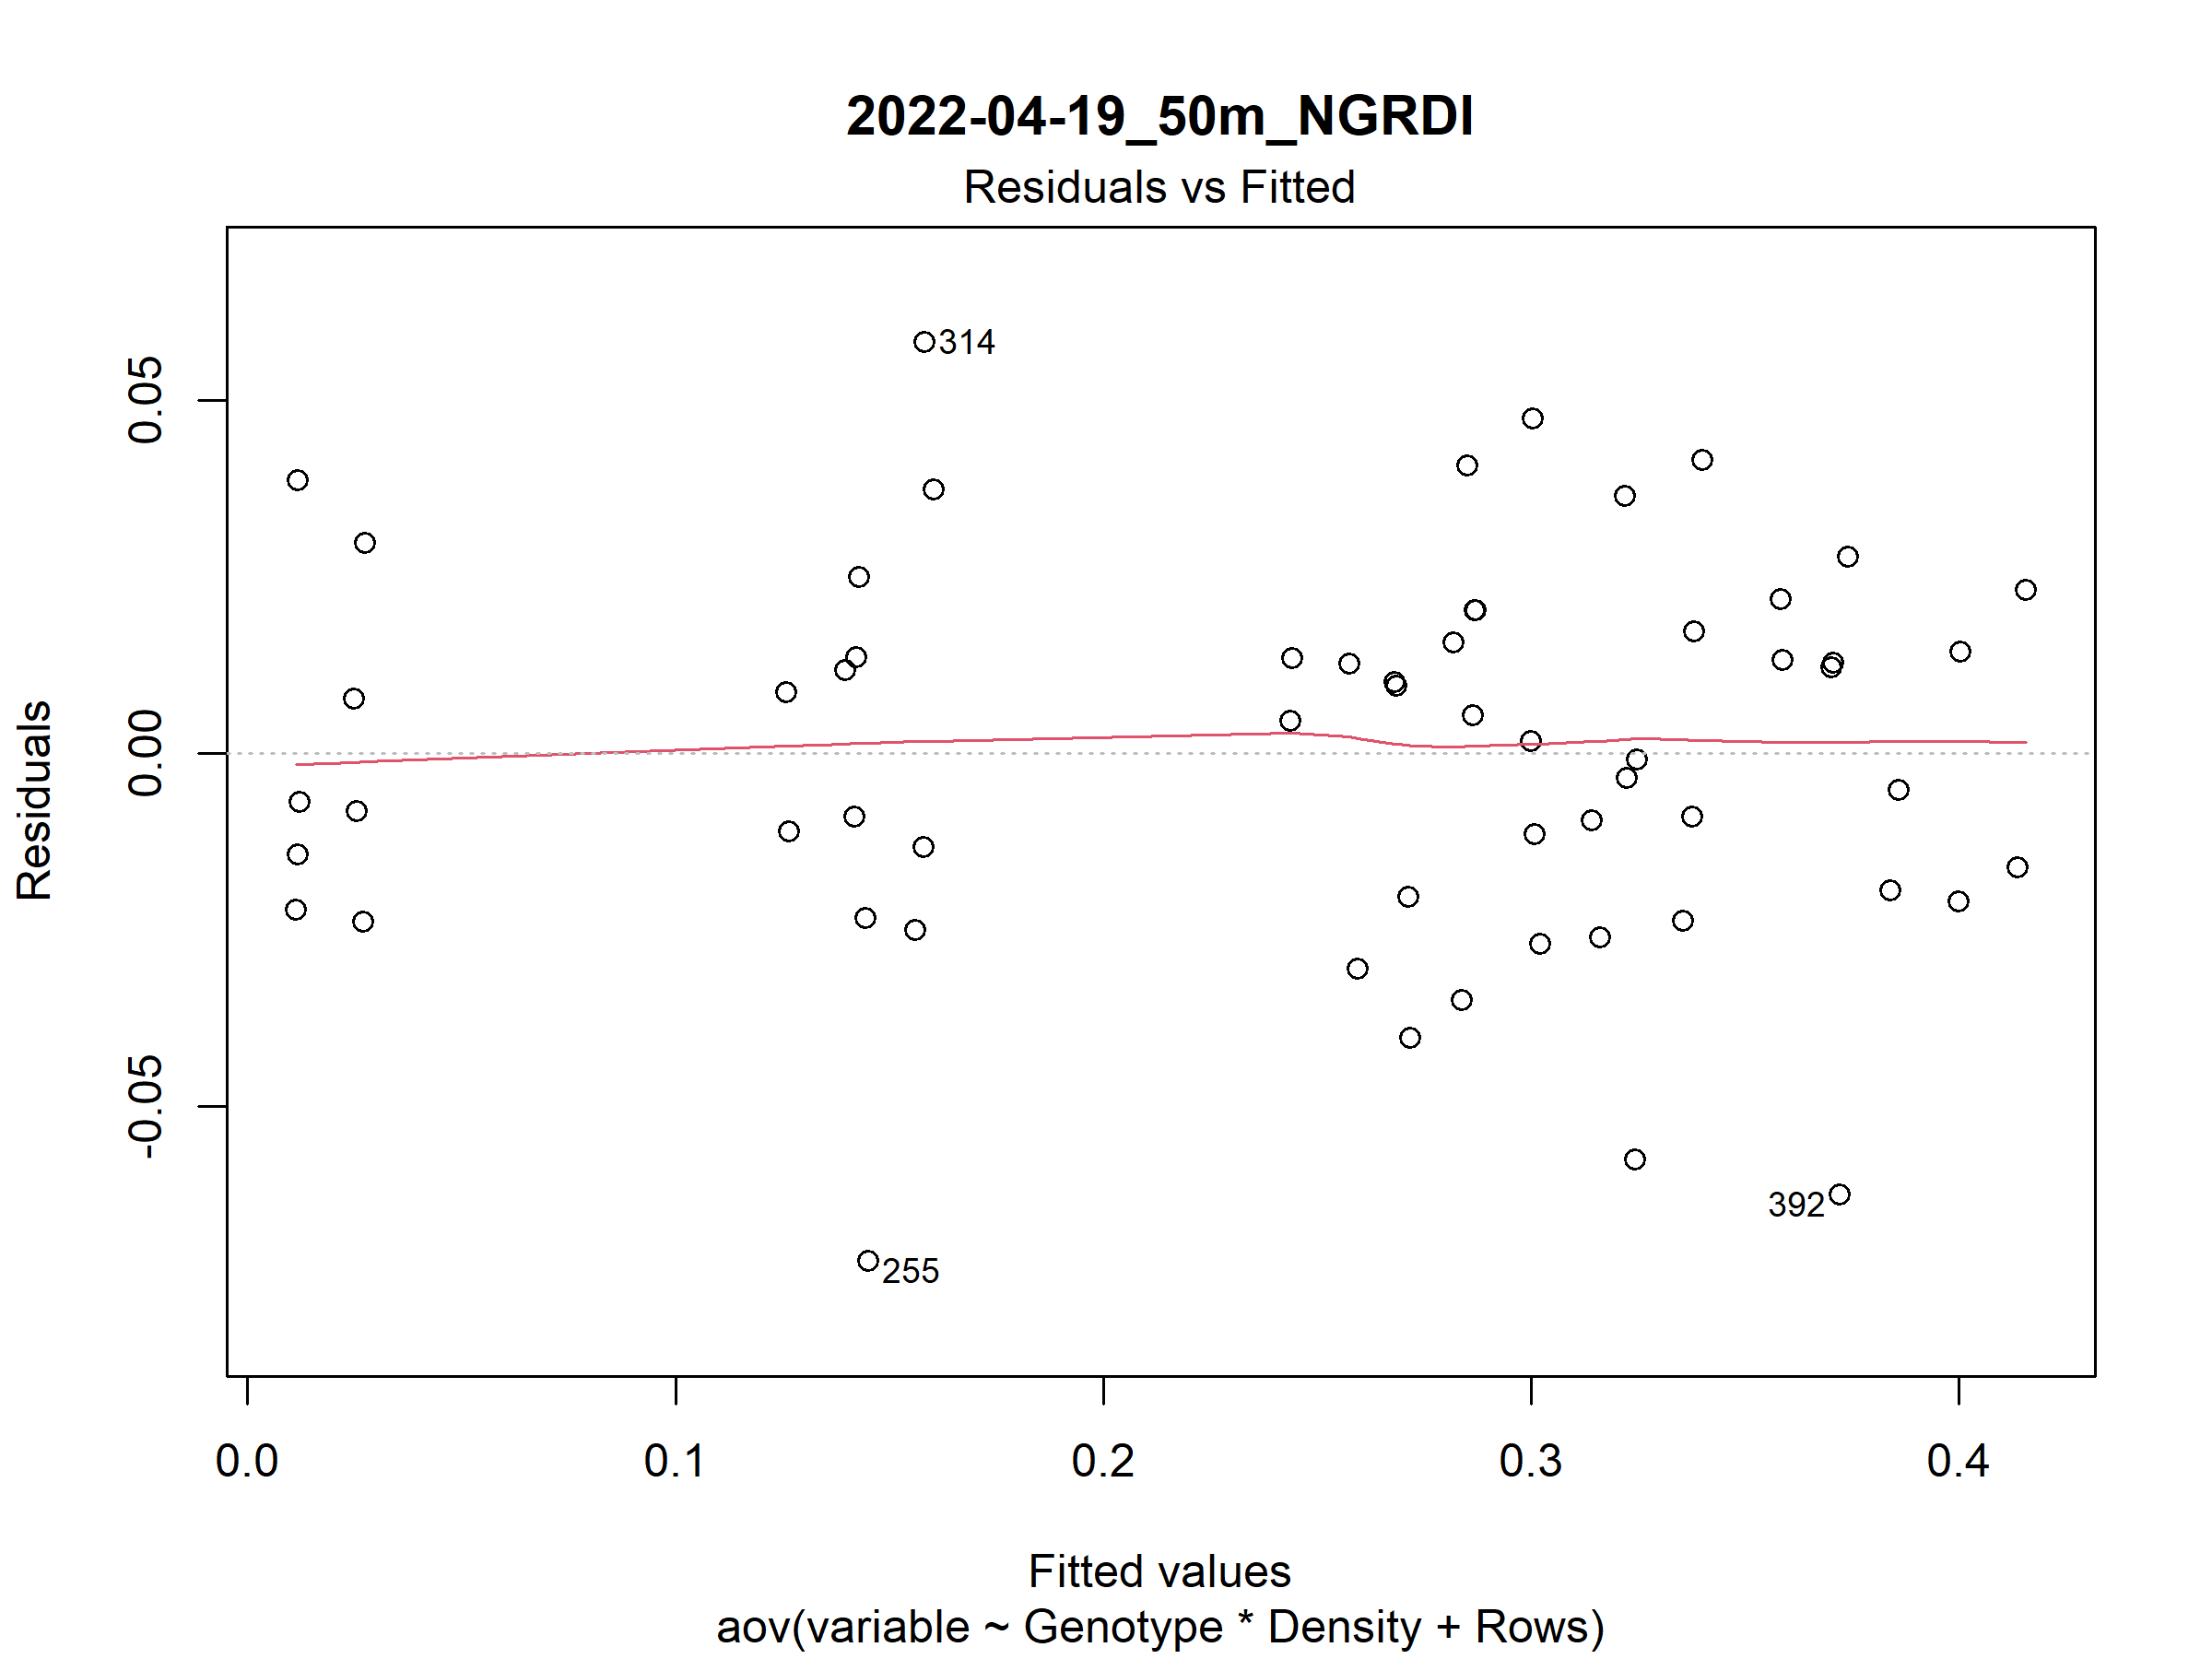 2022-04-19_50m_NGRDI
Residuals vs Fitted
314
0.05
0.00
-0.05
Residuals
392
255
0.0 0.1 0.2 0.3 0.4
Fitted values
aov(variable ~ Genotype * Density + Rows)